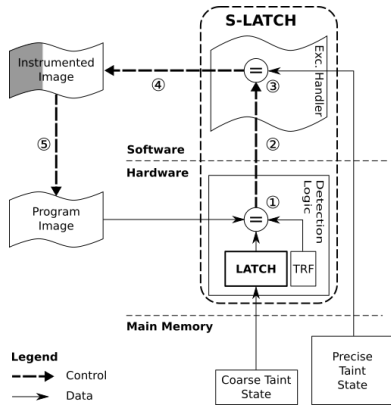 S-LATCH
Instrumented
Image
Exc. Handler
=
③
④
②
⑤
Software
Hardware
Program
Image
①
=
Detection
Logic
LATCH
TRF
Main Memory
Legend
Control
Data
Coarse Taint
State
Precise
Taint
State